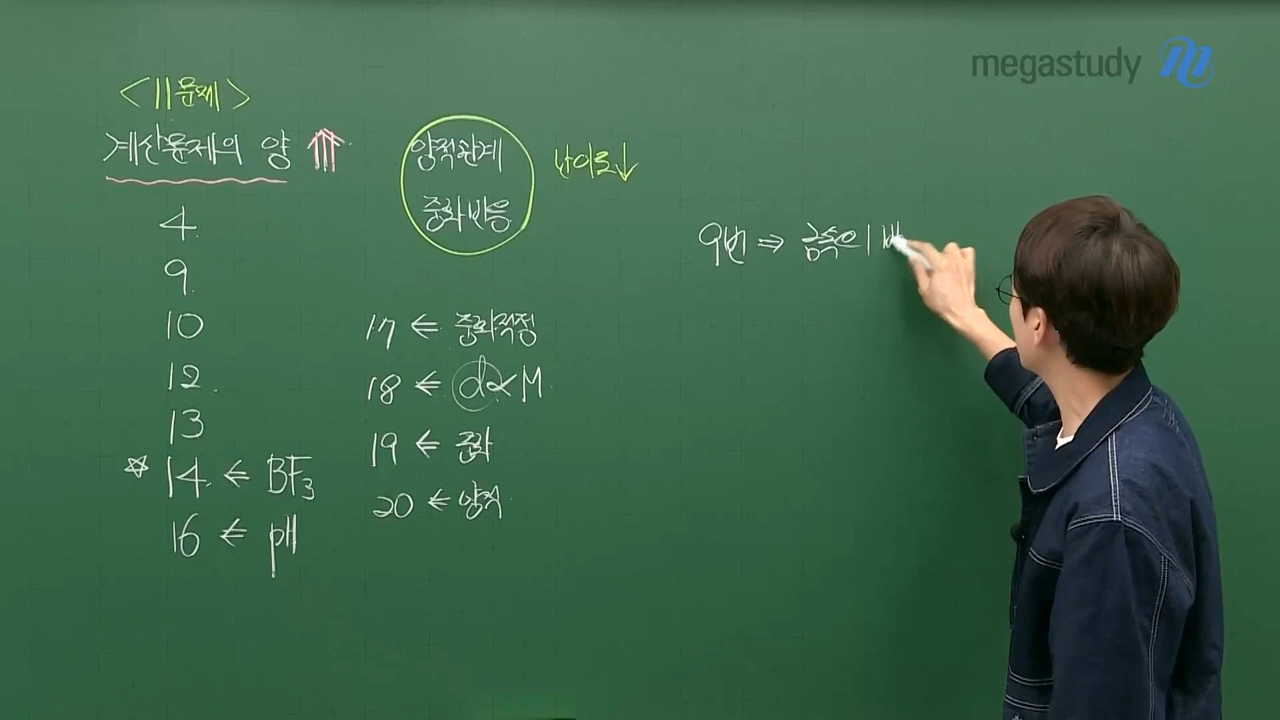 megastudy
<11문제>
계산문제의 양 ⇑
4.
9.
10
12.
13
☆ 14. ⇐ BF₃
16 ⇐ pH
양적관계
중화반응
난이도↓
17 ⇐ 중화적정
18 ⇐ d∝M
19 ⇐ 중화
20 ⇐ 양적
9번 ⇒ 금속의